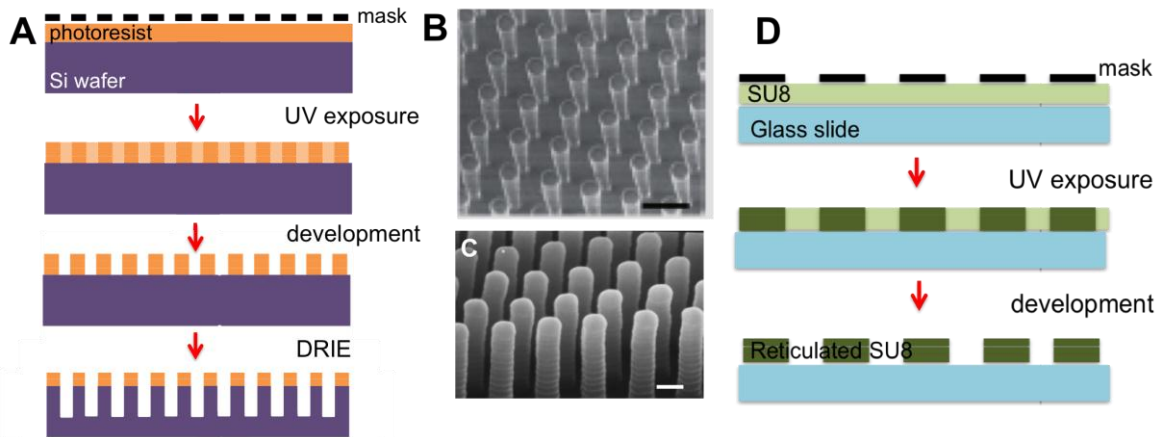 A
mask
photoresist
Si wafer
UV exposure
development
DRIE
B
C
D
mask
SU8
Glass slide
UV exposure
development
Reticulated SU8